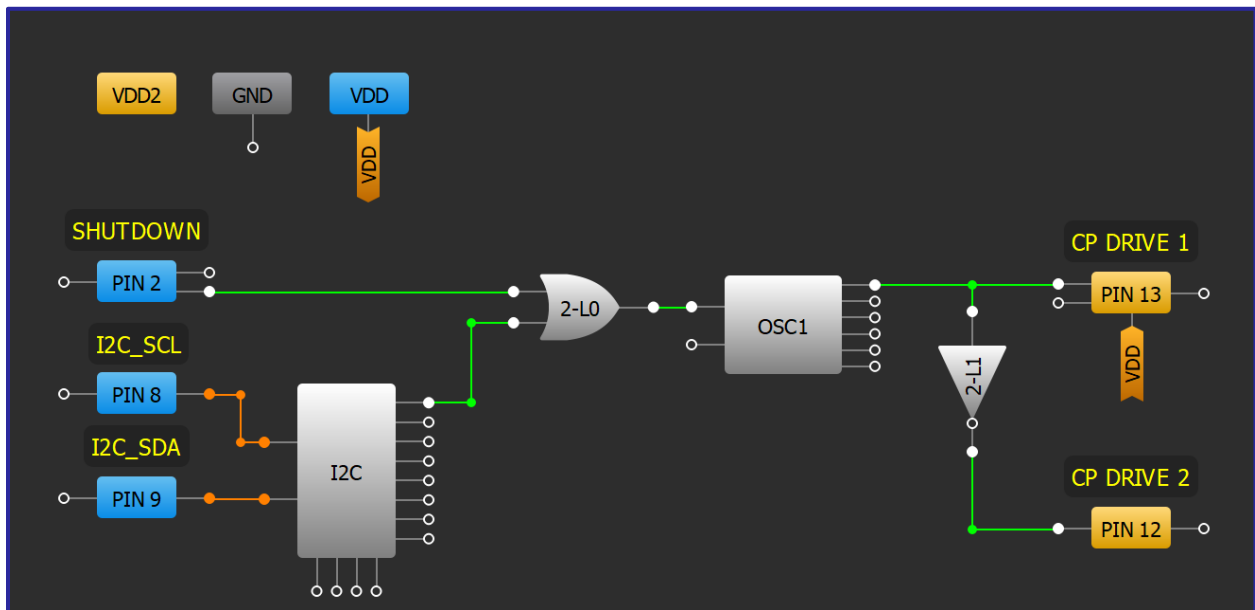 VDD2
GND
VDD
VDD
SHUTDOWN
PIN 2
I2C_SCL
PIN 8
I2C_SDA
PIN 9
I2C
2-L0
OSC1
2-L1
CP DRIVE 1
PIN 13
VDD
CP DRIVE 2
PIN 12